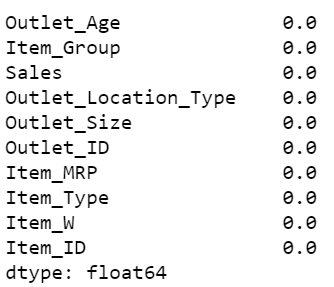 Outlet_Age 0.0
Item_Group 0.0
Sales 0.0
Outlet_Location_Type 0.0
Outlet_Size 0.0
Outlet_ID 0.0
Item_MRP 0.0
Item_Type 0.0
Item_W 0.0
Item_ID 0.0
dtype: float64